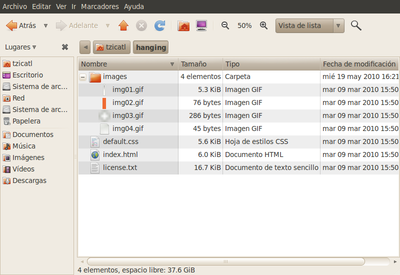 Archivo Editar Ver Ir Marcadores Ayuda
Atrás Adelante 50% Vista de lista
Lugares tzicatl hanging
tzicatl
Escritorio
Sistema de arc...
Red
Sistema de arc...
Papelera
Documentos
Música
Imágenes
Vídeos
Descargas
Nombre Tamaño Tipo Fecha de modificación
images 4 elementos Carpeta mié 19 may 2010 16:21
img01.gif 5.3 KiB Imagen GIF mar 09 mar 2010 15:50
img02.gif 76 bytes Imagen GIF mar 09 mar 2010 15:50
img03.gif 286 bytes Imagen GIF mar 09 mar 2010 15:50
img04.gif 45 bytes Imagen GIF mar 09 mar 2010 15:50
default.css 5.6 KiB Hoja de estilos CSS mar 09 mar 2010 15:50
index.html 6.0 KiB Documento HTML mar 09 mar 2010 15:50
license.txt 16.7 KiB Documento de texto sencillo mar 09 mar 2010 15:50
4 elementos, espacio libre: 37.6 GiB